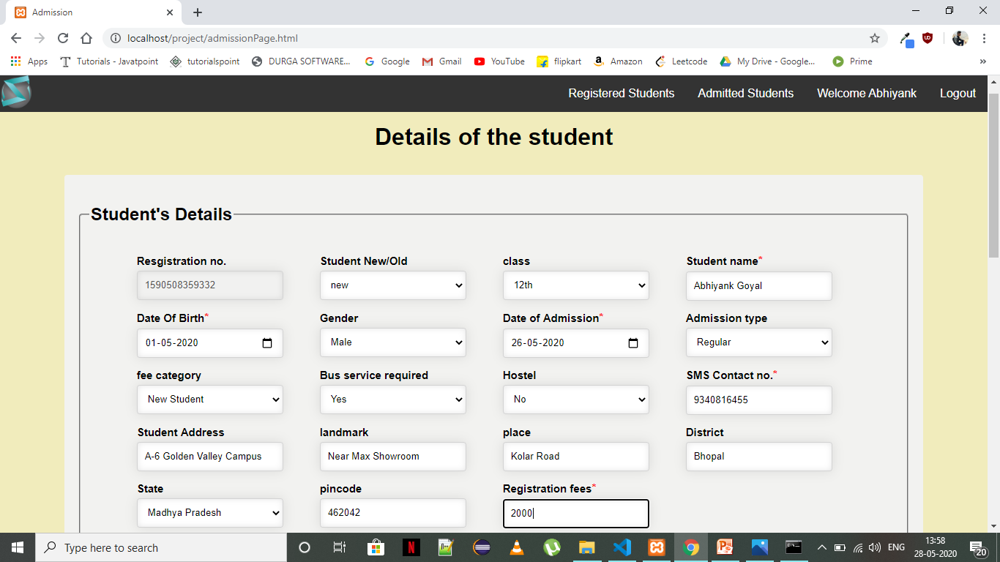 Admission
localhost/project/admissionPage.html
Apps Tutorials - Javatpoint tutorialspoint DURGA SOFTWARE... Google Gmail YouTube flipkart Amazon Leetcode My Drive - Google... Prime »
Registered Students Admitted Students Welcome Abhiyank Logout
Details of the student
Student's Details
Resgistration no. Student New/Old class Student name*
1590508359332 new 12th Abhiyank Goyal
Date Of Birth* Gender Date of Admission* Admission type
01-05-2020 Male 26-05-2020 Regular
fee category Bus service required Hostel SMS Contact no.*
New Student Yes No 9340816455
Student Address landmark place District
A-6 Golden Valley Campus Near Max Showroom Kolar Road Bhopal
State pincode Registration fees*
Madhya Pradesh 462042 2000
Type here to search ENG 13:58
28-05-2020 20